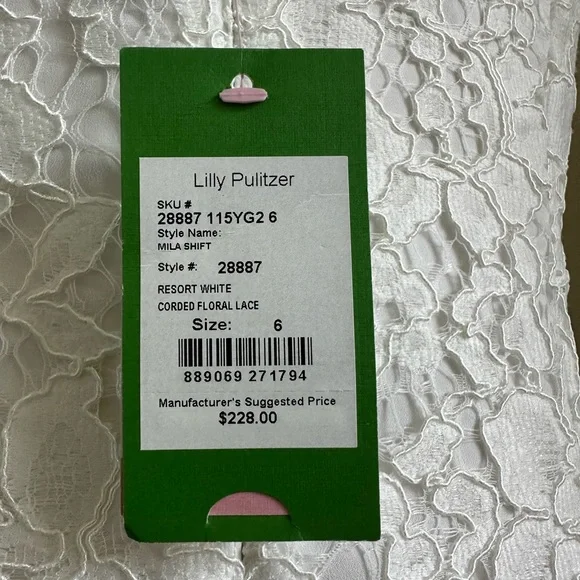 Lilly Pulitzer
SKU #
28887 115YG2 6
Style Name:
MILA SHIFT
Style #: 28887
RESORT WHITE
CORDED FLORAL LACE
Size: 6
889069 271794
Manufacturer's Suggested Price
$228.00